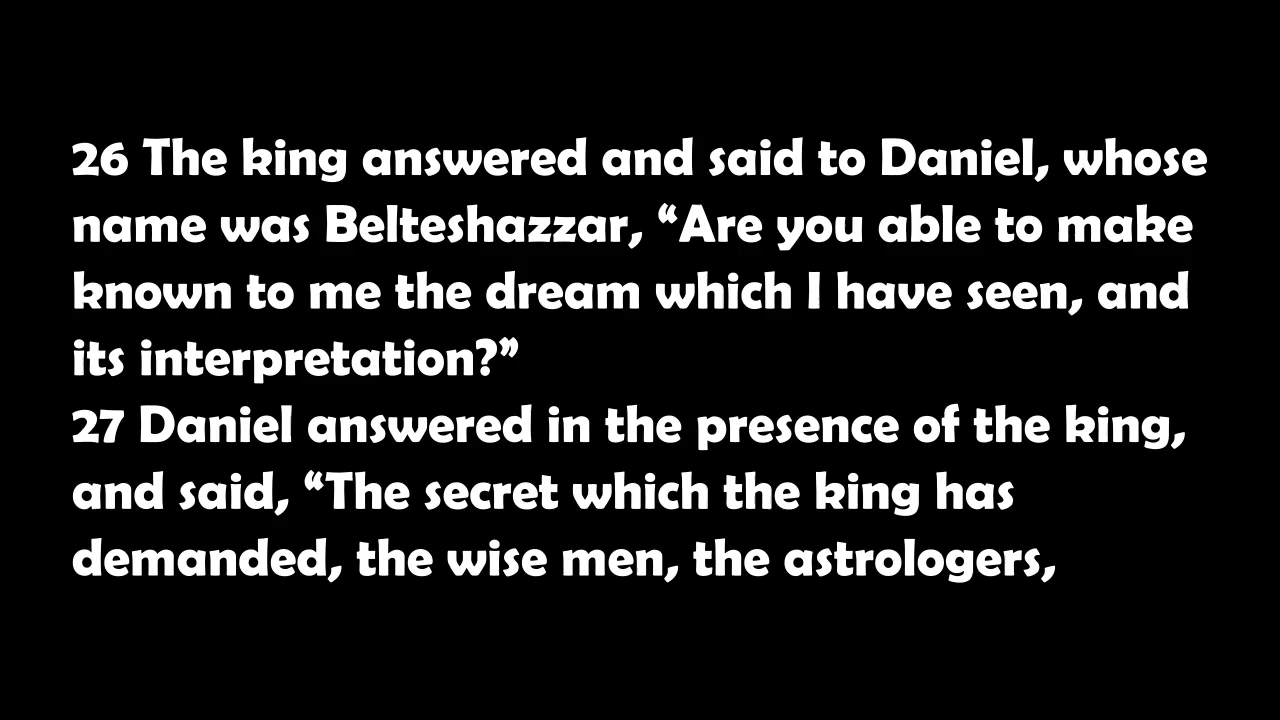 26 The king answered and said to Daniel, whose
name was Belteshazzar, “Are you able to make
known to me the dream which I have seen, and
its interpretation?”
27 Daniel answered in the presence of the king,
and said, “The secret which the king has
demanded, the wise men, the astrologers,